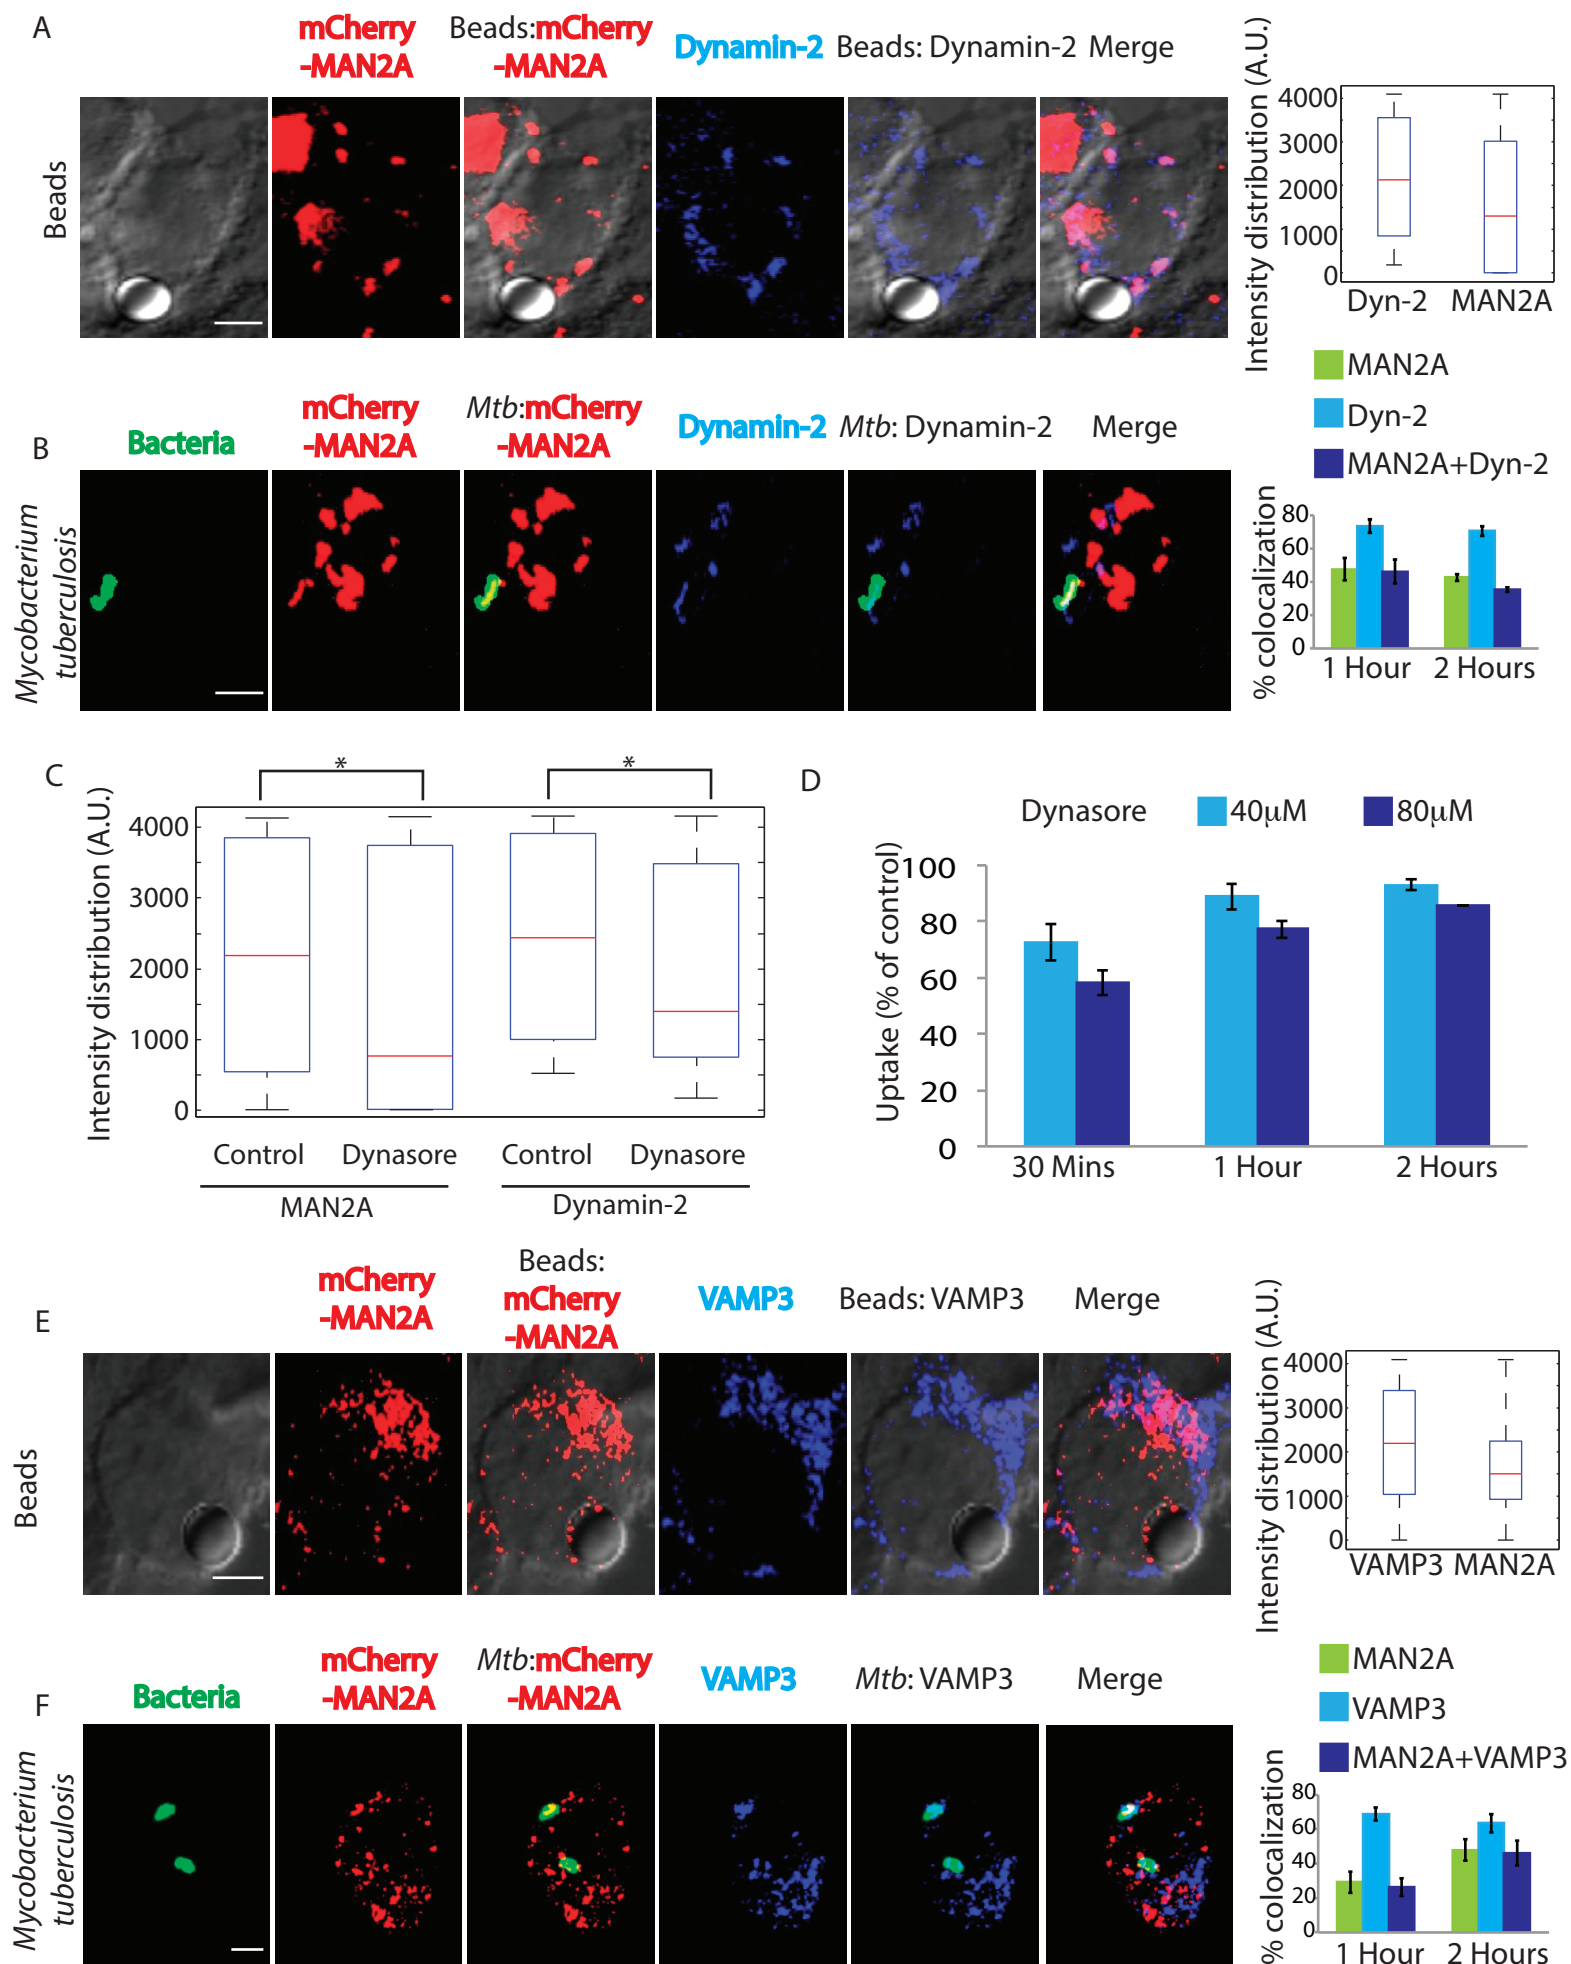 A
mCherry
-MAN2A
Beads:mCherry
-MAN2A
Dynamin-2
Beads: Dynamin-2
Merge
Beads
Intensity distribution (A.U.)
4000
3000
2000
1000
0
Dyn-2
MAN2A
B
Bacteria
mCherry
-MAN2A
Mtb:mCherry
-MAN2A
Dynamin-2
Mtb: Dynamin-2
Merge
Mycobacterium
tuberculosis
MAN2A
Dyn-2
MAN2A+Dyn-2
% colocalization
80
60
40
20
0
1 Hour
2 Hours
C
*
*
Intensity distribution (A.U.)
4000
3000
2000
1000
0
Control
Dynasore
Control
Dynasore
MAN2A
Dynamin-2
D
Dynasore
40μM
80μM
Uptake (% of control)
100
80
60
40
20
0
30 Mins
1 Hour
2 Hours
E
mCherry
-MAN2A
Beads:
mCherry
-MAN2A
VAMP3
Beads: VAMP3
Merge
Beads
Intensity distribution (A.U.)
4000
3000
2000
1000
0
VAMP3
MAN2A
F
Bacteria
mCherry
-MAN2A
Mtb:mCherry
-MAN2A
VAMP3
Mtb: VAMP3
Merge
Mycobacterium
tuberculosis
MAN2A
VAMP3
MAN2A+VAMP3
% colocalization
80
60
40
20
0
1 Hour
2 Hours